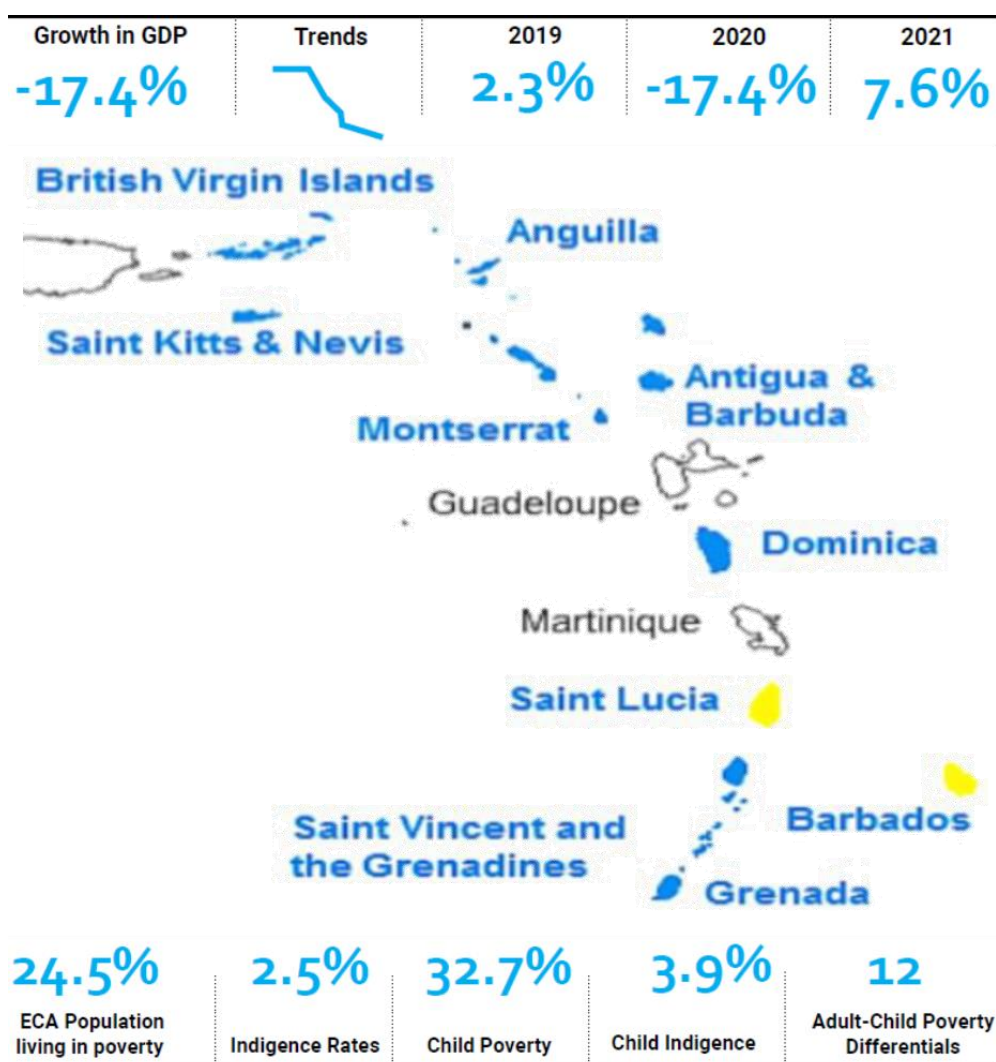 Growth in GDP
Trends
2019
2020
2021
-17.4%
2.3%
-17.4%
7.6%
British Virgin Islands
Anguilla
Saint Kitts & Nevis
Antigua &
Barbuda
Montserrat
Guadeloupe
Dominica
Martinique
Saint Lucia
Saint Vincent and
the Grenadines
Barbados
Grenada
24.5%
2.5%
32.7%
3.9%
12
ECA Population
living in poverty
Indigence Rates
Child Poverty
Child Indigence
Adult-Child Poverty
Differentials